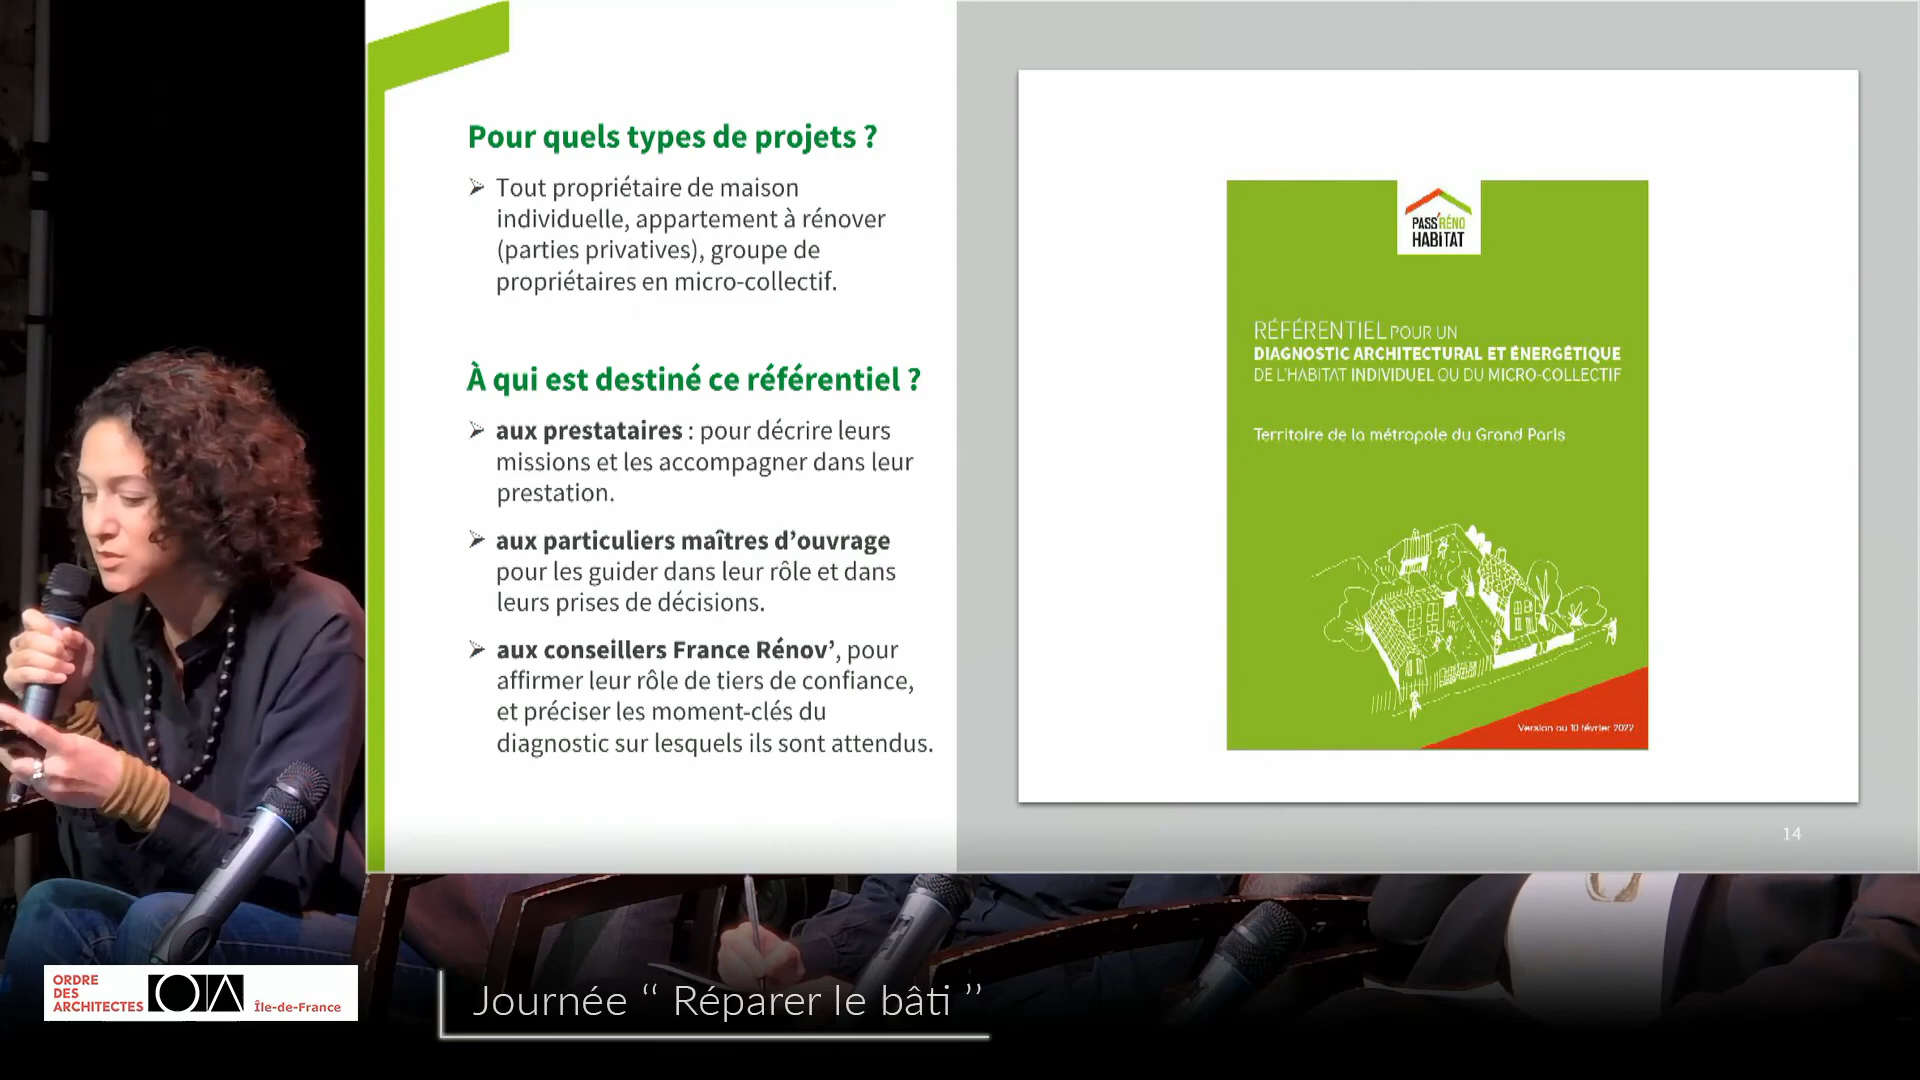 Pour quels types de projets ?
Tout propriétaire de maison
individuelle, appartement à rénover
(parties privatives), groupe de
propriétaires en micro-collectif.
À qui est destiné ce référentiel ?
aux prestataires : pour décrire leurs
missions et les accompagner dans leur
prestation.
aux particuliers maîtres d’ouvrage
pour les guider dans leur rôle et dans
leurs prises de décisions.
aux conseillers France Rénov’, pour
affirmer leur rôle de tiers de confiance,
et préciser les moment-clés du
diagnostic sur lesquels ils sont attendus.
PASS'RÉNO
HABITAT
RÉFÉRENTIEL POUR UN
DIAGNOSTIC ARCHITECTURAL ET ÉNERGÉTIQUE
DE L'HABITAT INDIVIDUEL OU DU MICRO-COLLECTIF
Territoire de la métropole du Grand Paris
Version au 10 février 2022
14
ORDRE
DES
ARCHITECTES
Île-de-France
Journée “ Réparer le bâti ”